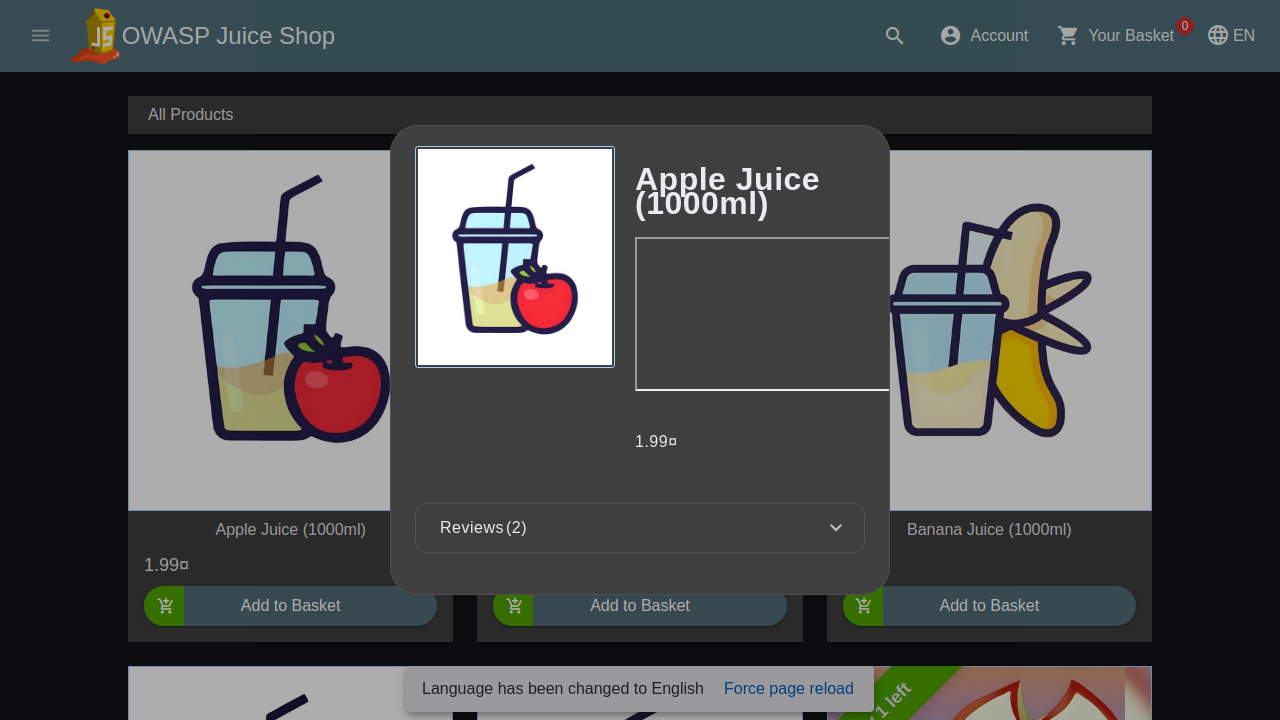 OWASP Juice Shop
Account
Your Basket
0
EN
All Products
Apple Juice
(1000ml)
1.99¤
Reviews (2)
Apple Juice (1000ml)
1.99¤
Add to Basket
Add to Basket
Banana Juice (1000ml)
Add to Basket
Language has been changed to English
Force page reload
1 left